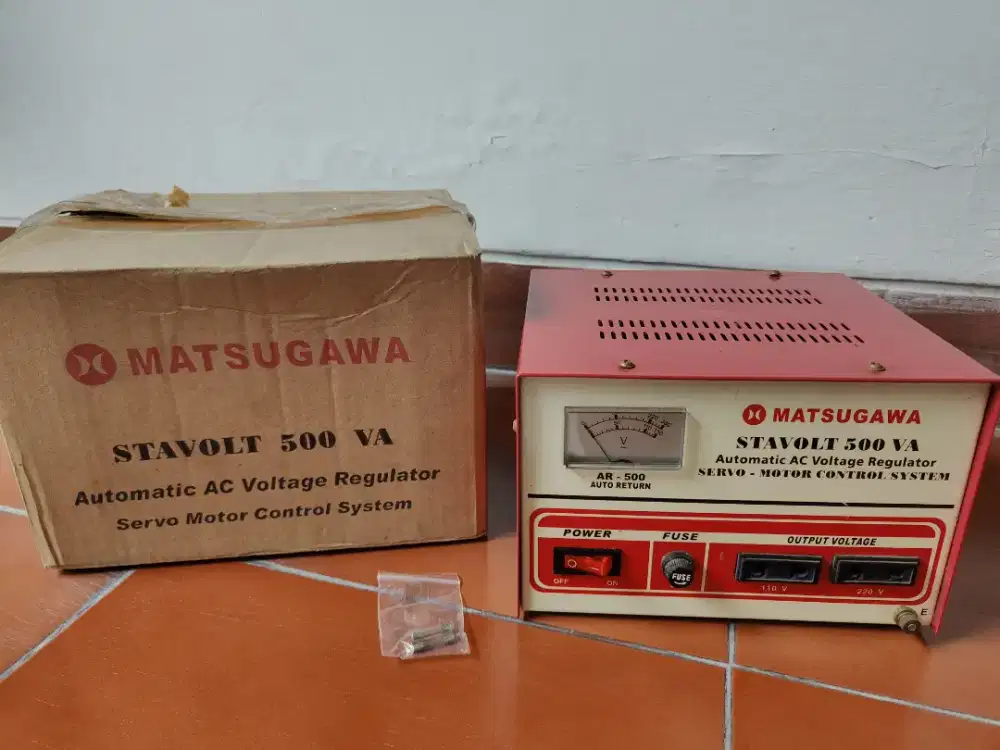 MATSUGAWA
STAVOLT 500 VA
Automatic AC Voltage Regulator
Servo Motor Control System
MATSUGAWA
STAVOLT 500 VA
Automatic AC Voltage Regulator
SERVO - MOTOR CONTROL SYSTEM
V
AR - 500
AUTO RETURN
POWER
OFF ON
FUSE
FUSE
OUTPUT VOLTAGE
110 V
220 V
E